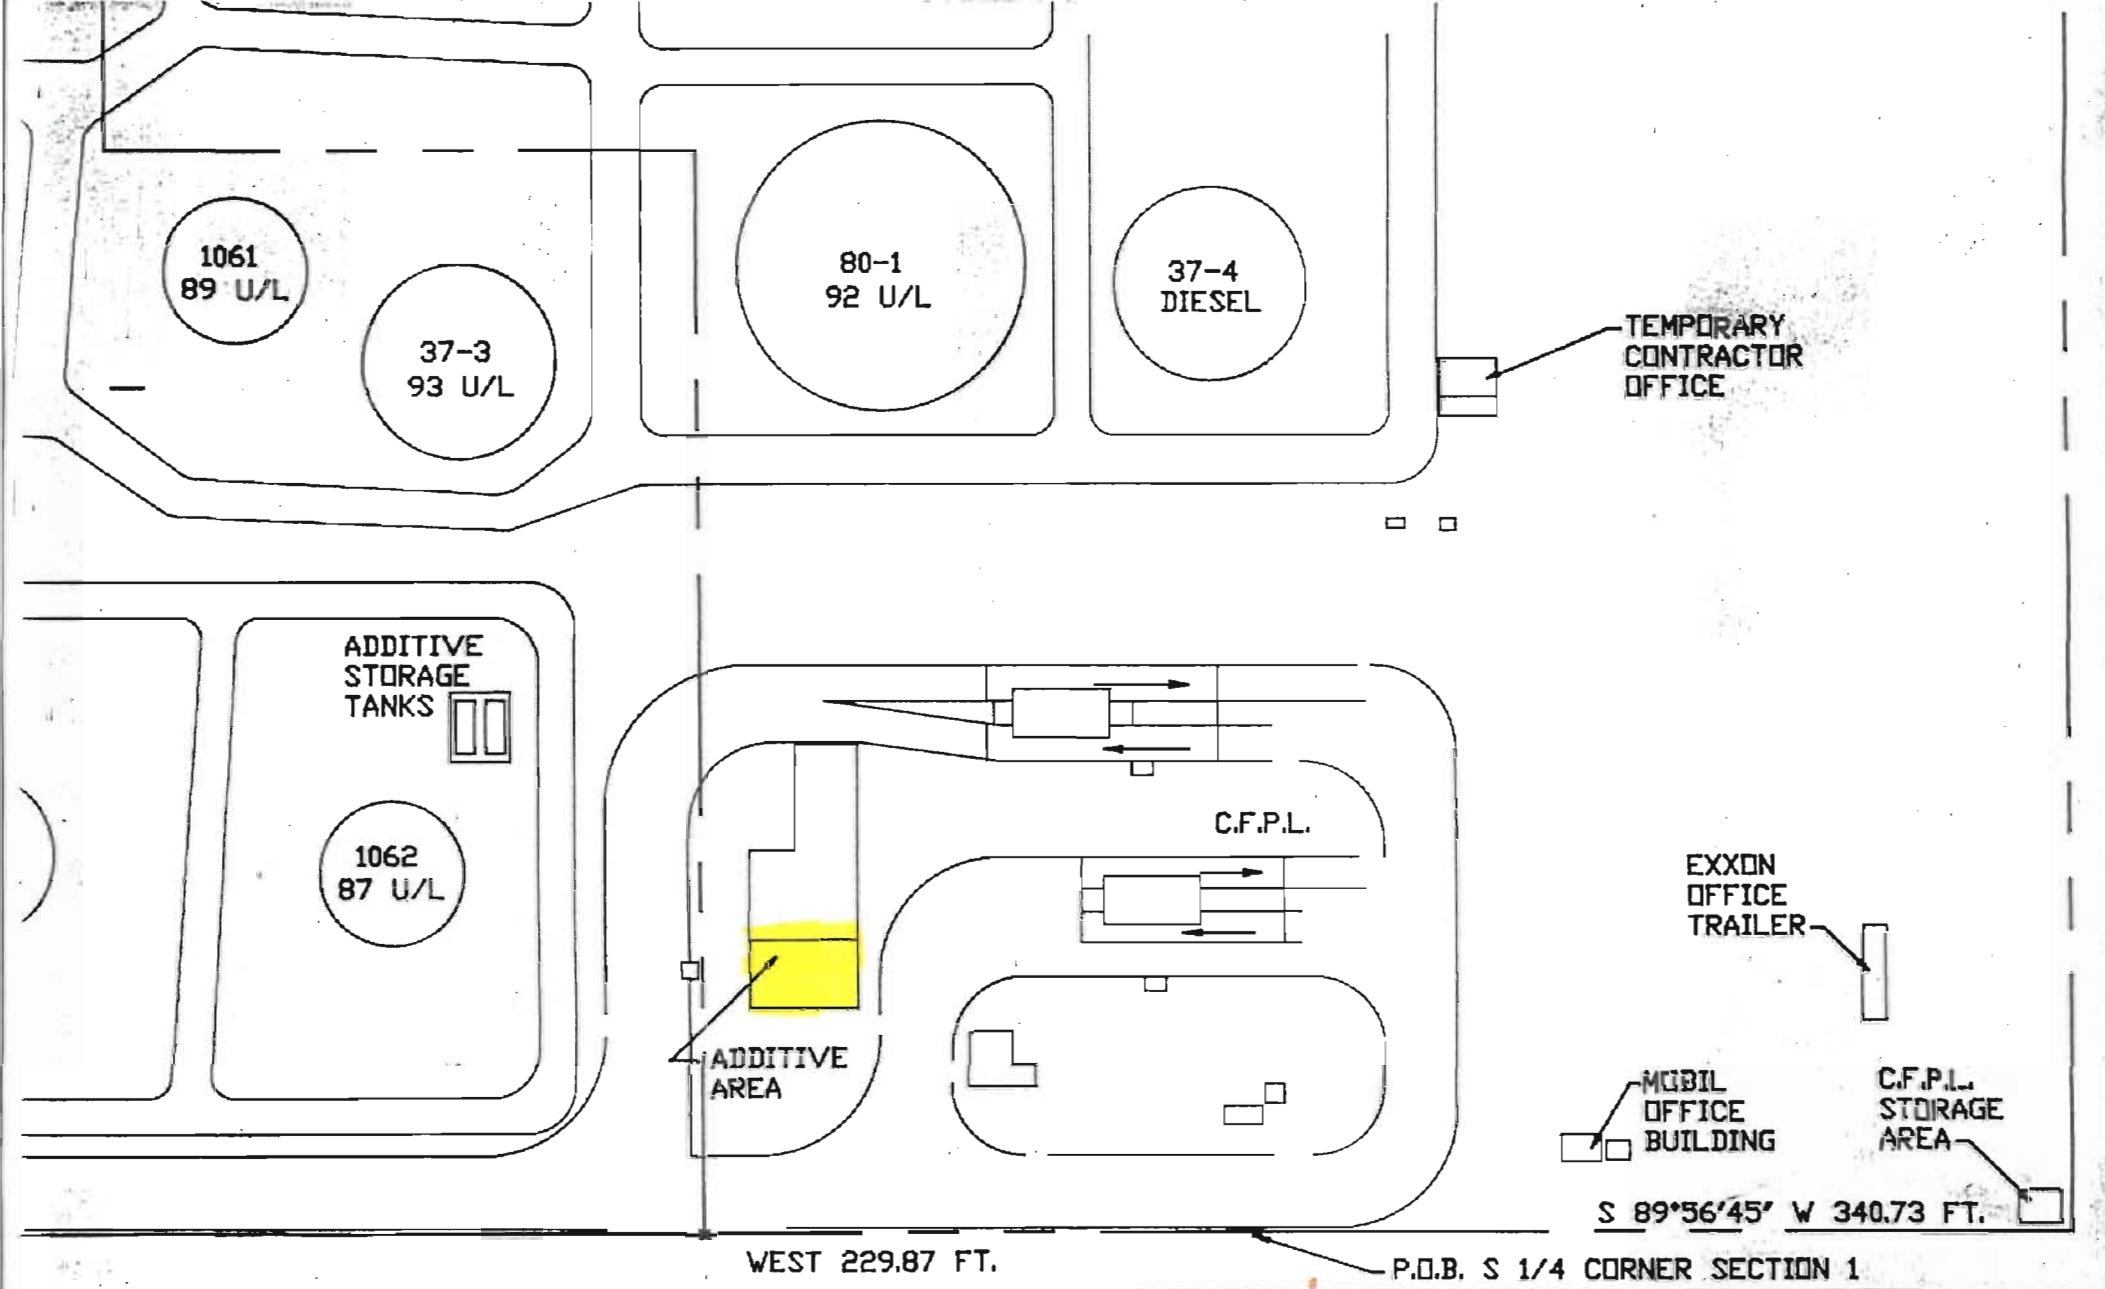 1061
89 U/L
37-3
93 U/L
80-1
92 U/L
37-4
DIESEL
TEMPORARY
CONTRACTOR
OFFICE
ADDITIVE
STORAGE
TANKS
1062
87 U/L
C.F.P.L.
ADDITIVE
AREA
EXXON
OFFICE
TRAILER
MOBIL
OFFICE
BUILDING
C.F.P.L.
STORAGE
AREA
S 89°56'45" W 340.73 FT.
WEST 229.87 FT.
P.O.B. S 1/4 CORNER SECTION 1